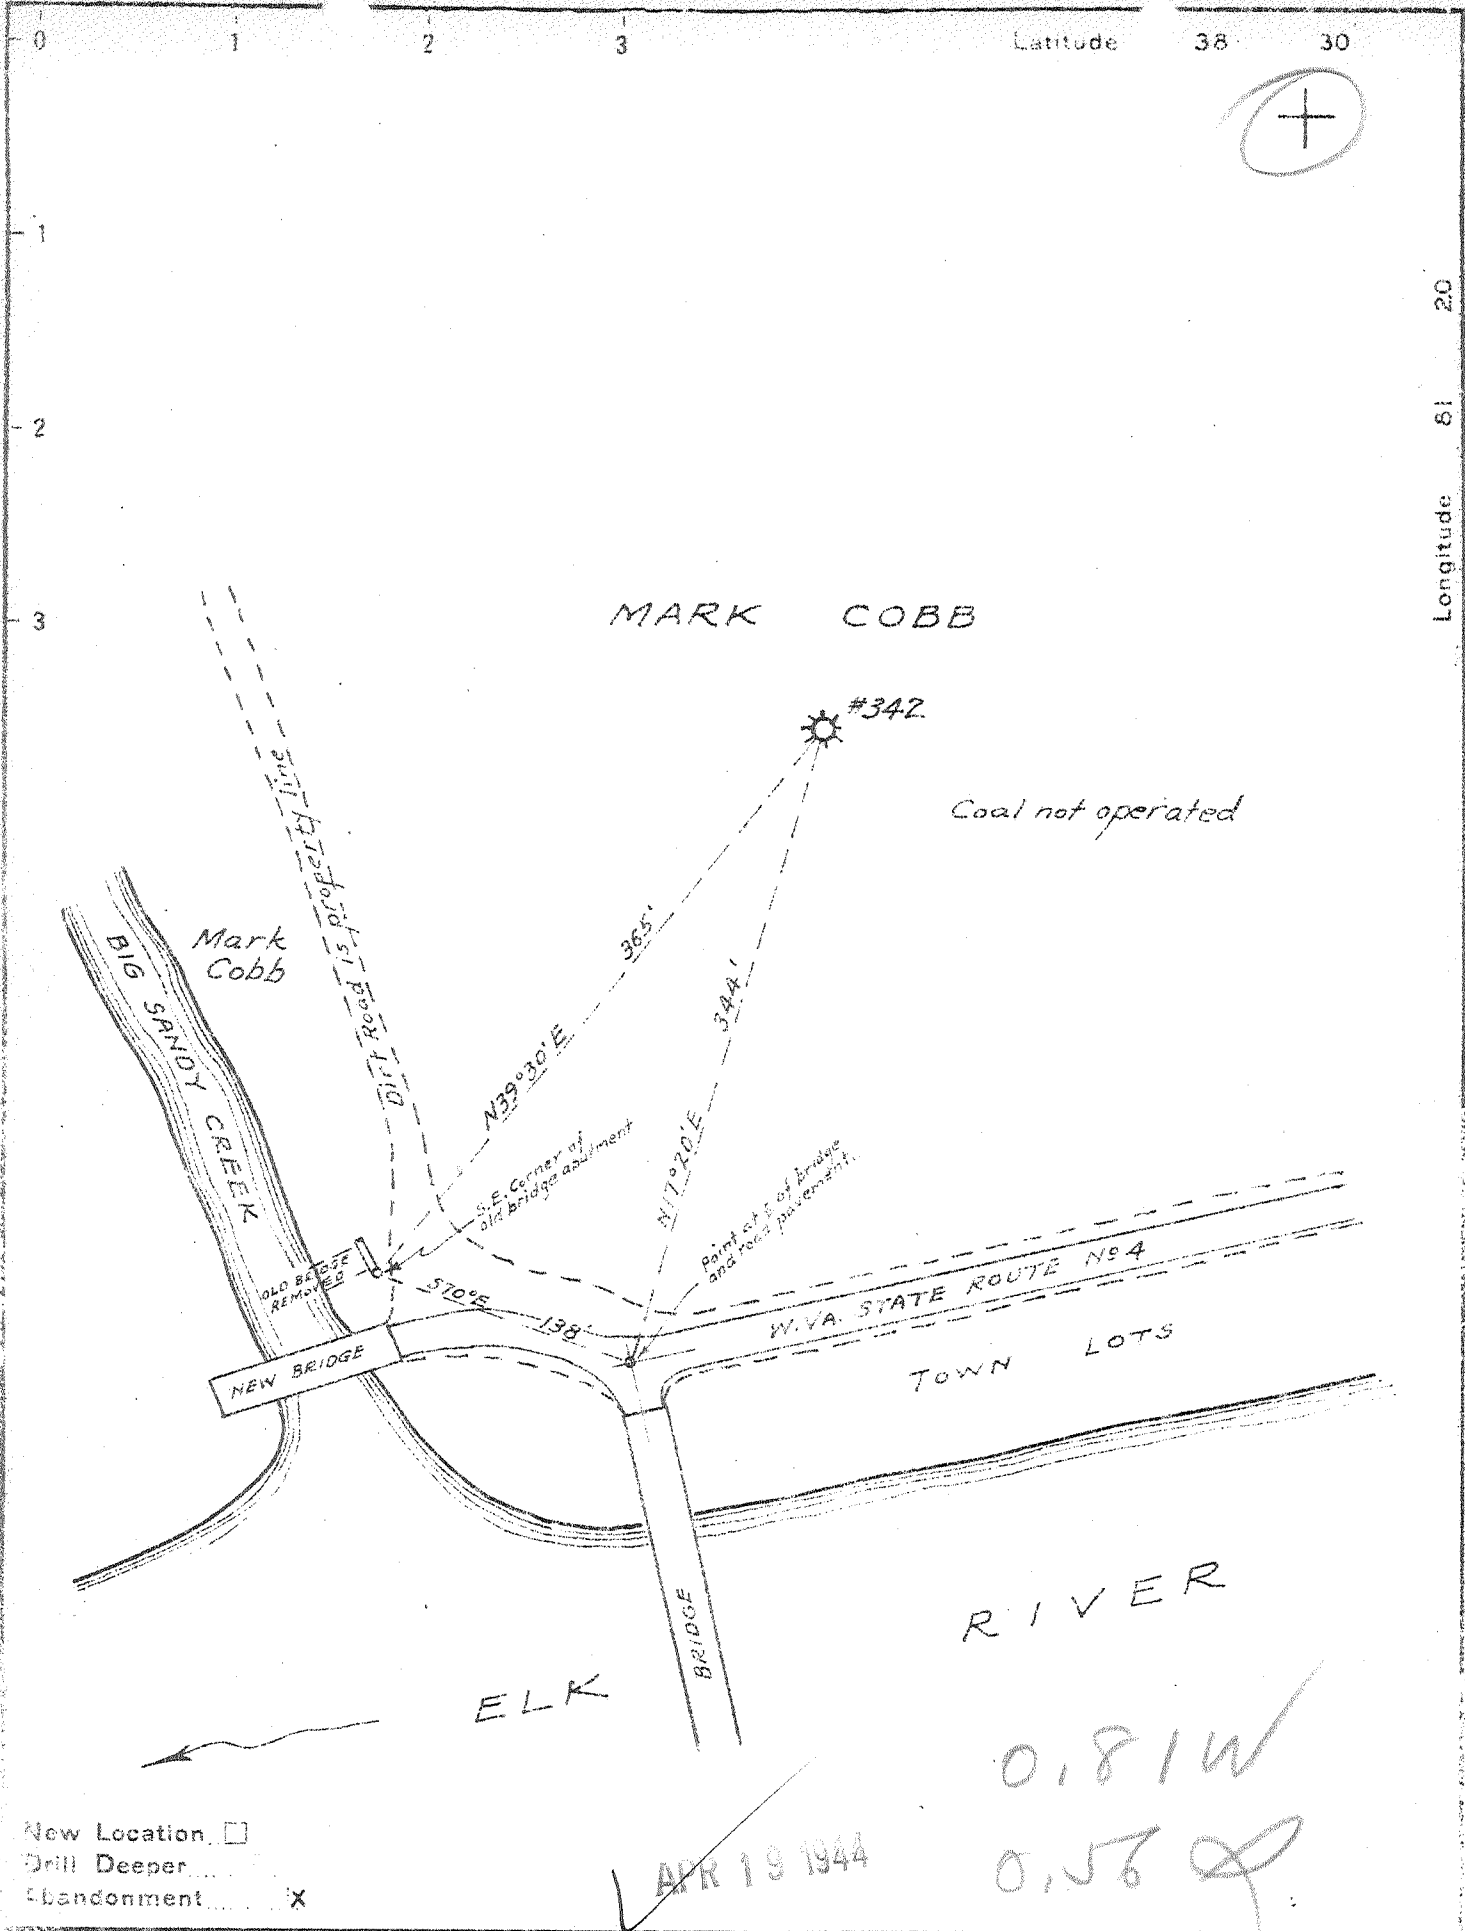 0 1 2 3 Latitude 38 30
1
2
3
Longitude 81 20
MARK COBB
#342
Coal not operated
Mark
Cobb
BIG SANDY CREEK
Dirt Road is property line
365'
N39°30'E
344'
N17°20'E
S.E. Corner of
old bridge abutment
Point at ℄ of bridge
and road pavement.
OLD BRIDGE
REMOVED
S70°E
138'
NEW BRIDGE
W.VA. STATE ROUTE Nº 4
TOWN LOTS
BRIDGE
ELK RIVER
0.81W
New Location
Drill Deeper
Abandonment X
APR 19 1944